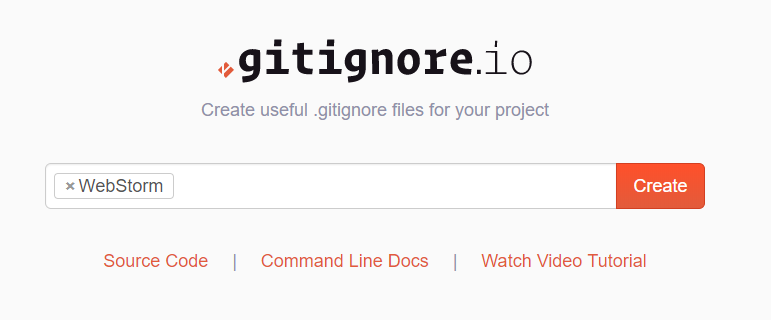 gitignore.io
Create useful .gitignore files for your project
× WebStorm Create
Source Code | Command Line Docs | Watch Video Tutorial